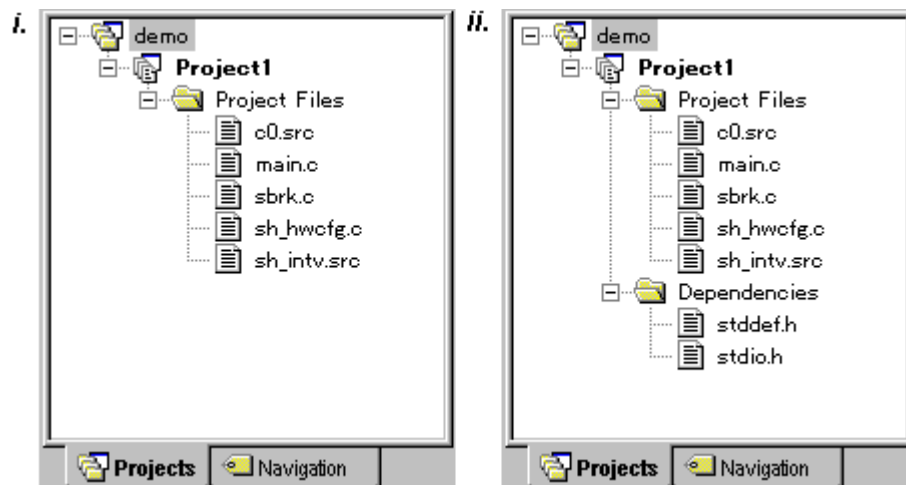 i.
demo
Project1
Project Files
c0.src
main.c
sbrk.c
sh_hwcfg.c
sh_intv.src
Projects
Navigation
ii.
demo
Project1
Project Files
c0.src
main.c
sbrk.c
sh_hwcfg.c
sh_intv.src
Dependencies
stddef.h
stdio.h
Projects
Navigation